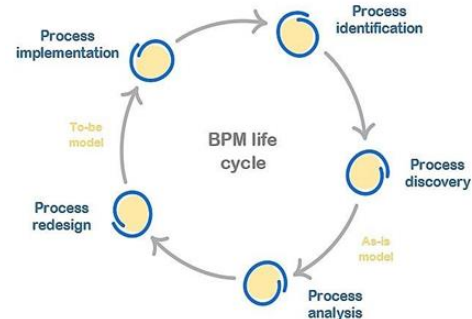 Process
identification
Process
discovery
As-is
model
Process
analysis
Process
redesign
To-be
model
Process
implementation
BPM life
cycle